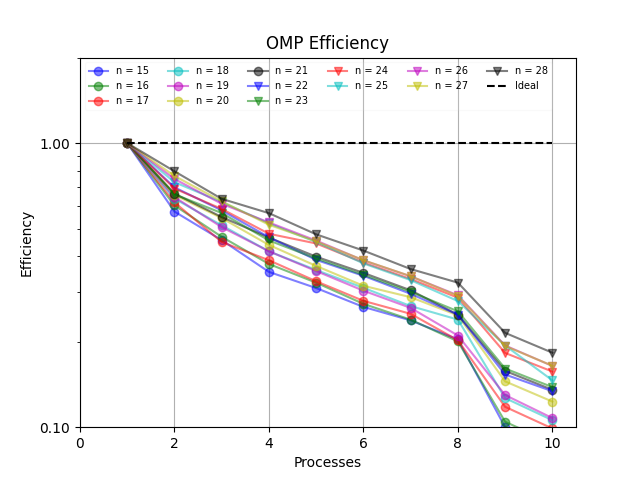 OMP Efficiency
n = 15 n = 18 n = 21 n = 24 n = 26 n = 28
n = 16 n = 19 n = 22 n = 25 n = 27 Ideal
n = 17 n = 20 n = 23
1.00
Efficiency
0.10
0 2 4 6 8 10
Processes